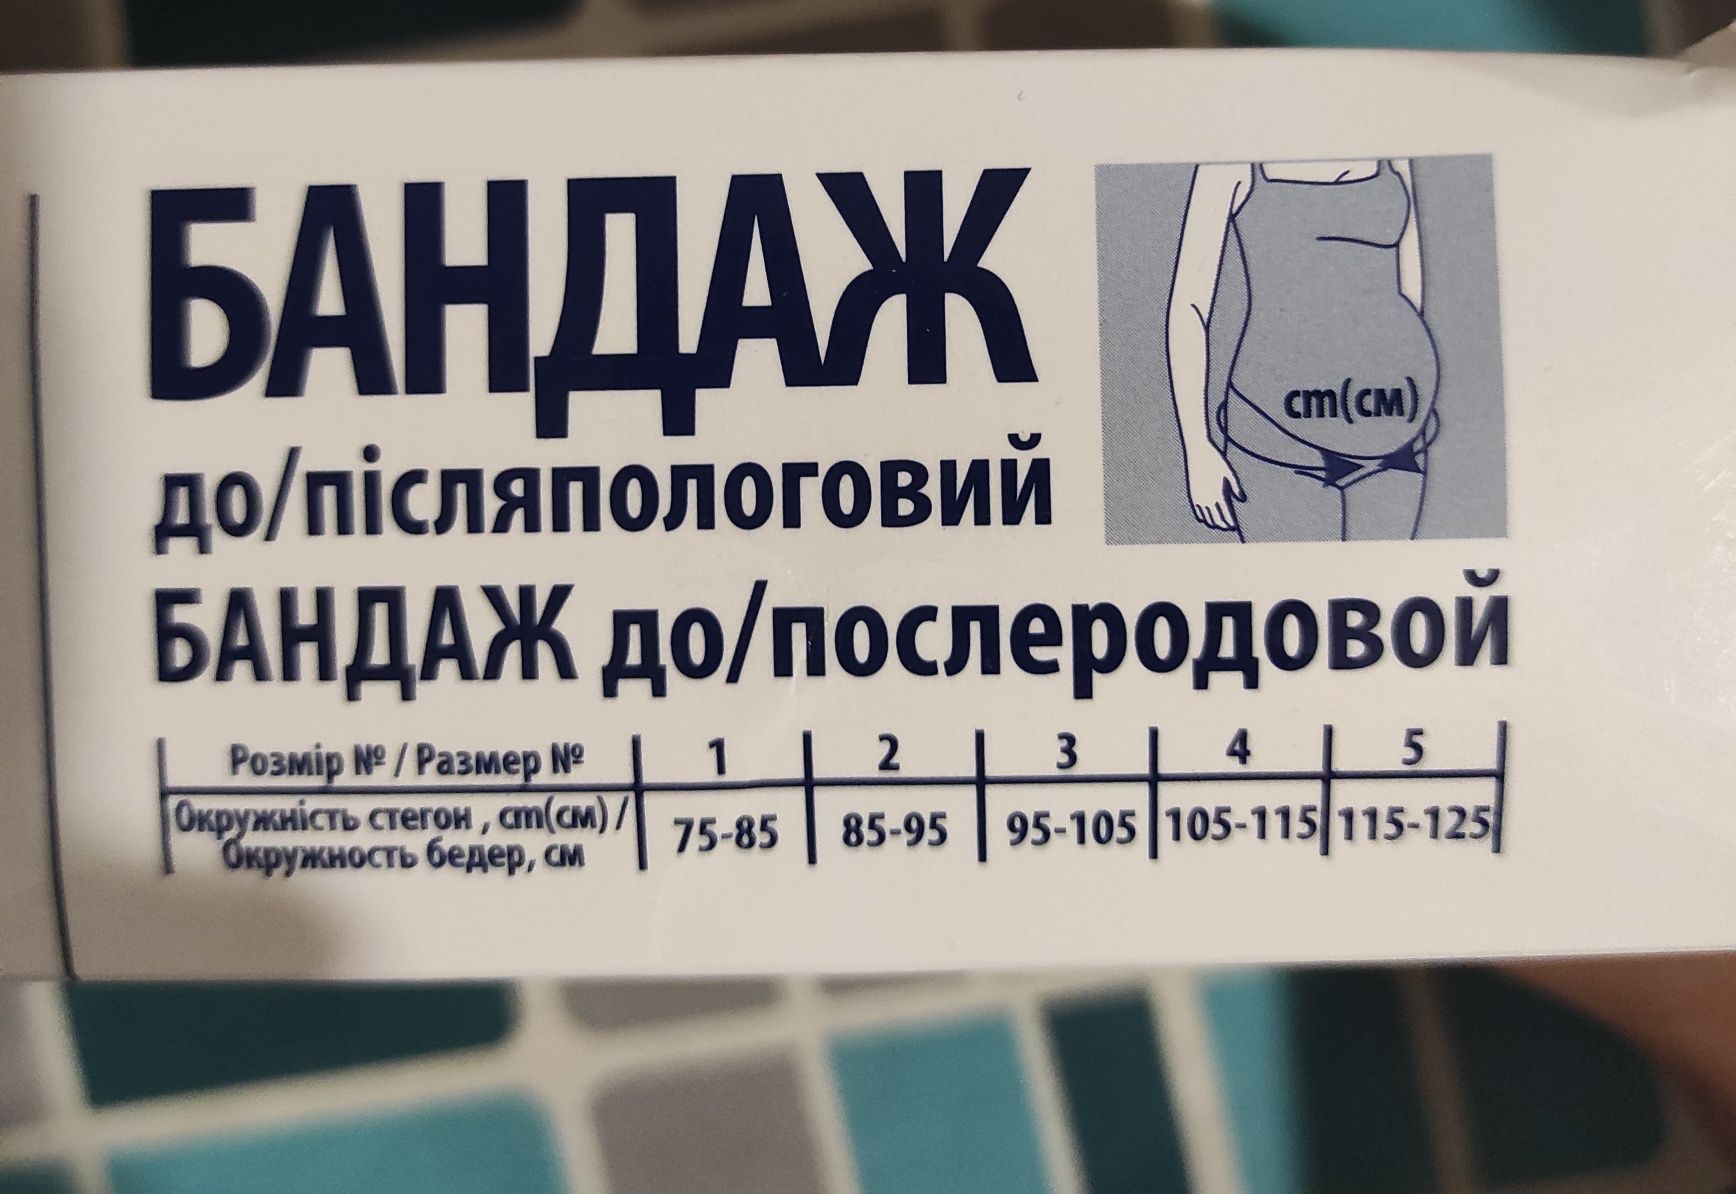 БАНДАЖ
до/післяпологовий
cm(см)
БАНДАЖ до/послеродовой
Розмір № / Размер № 1 2 3 4 5
Окружність стегон , cm(см) / 75-85 85-95 95-105 105-115 115-125
Окружность бедер, см